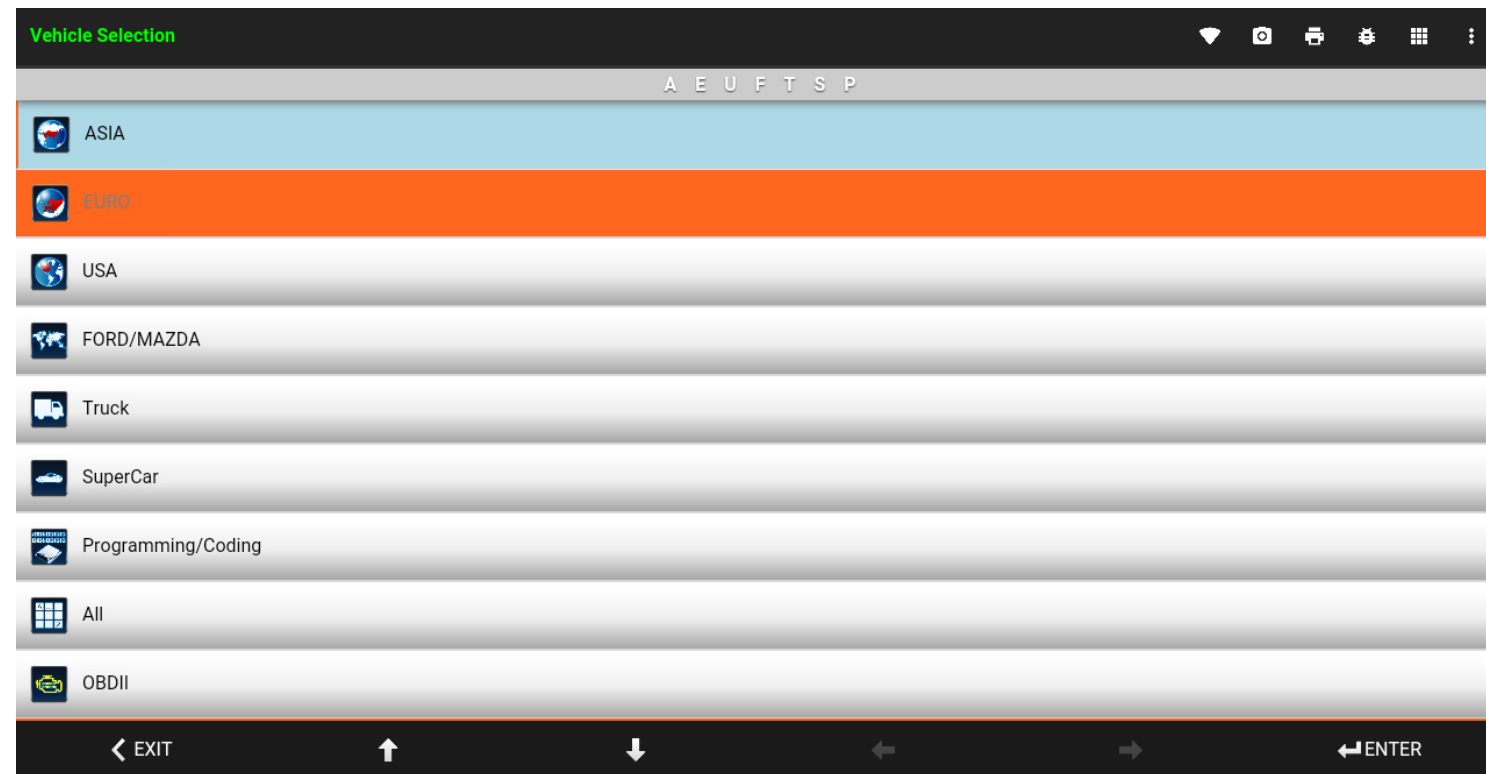 Vehicle Selection
A E U F T S P
ASIA
EURO
USA
FORD/MAZDA
Truck
SuperCar
Programming/Coding
All
OBDII
EXIT
ENTER